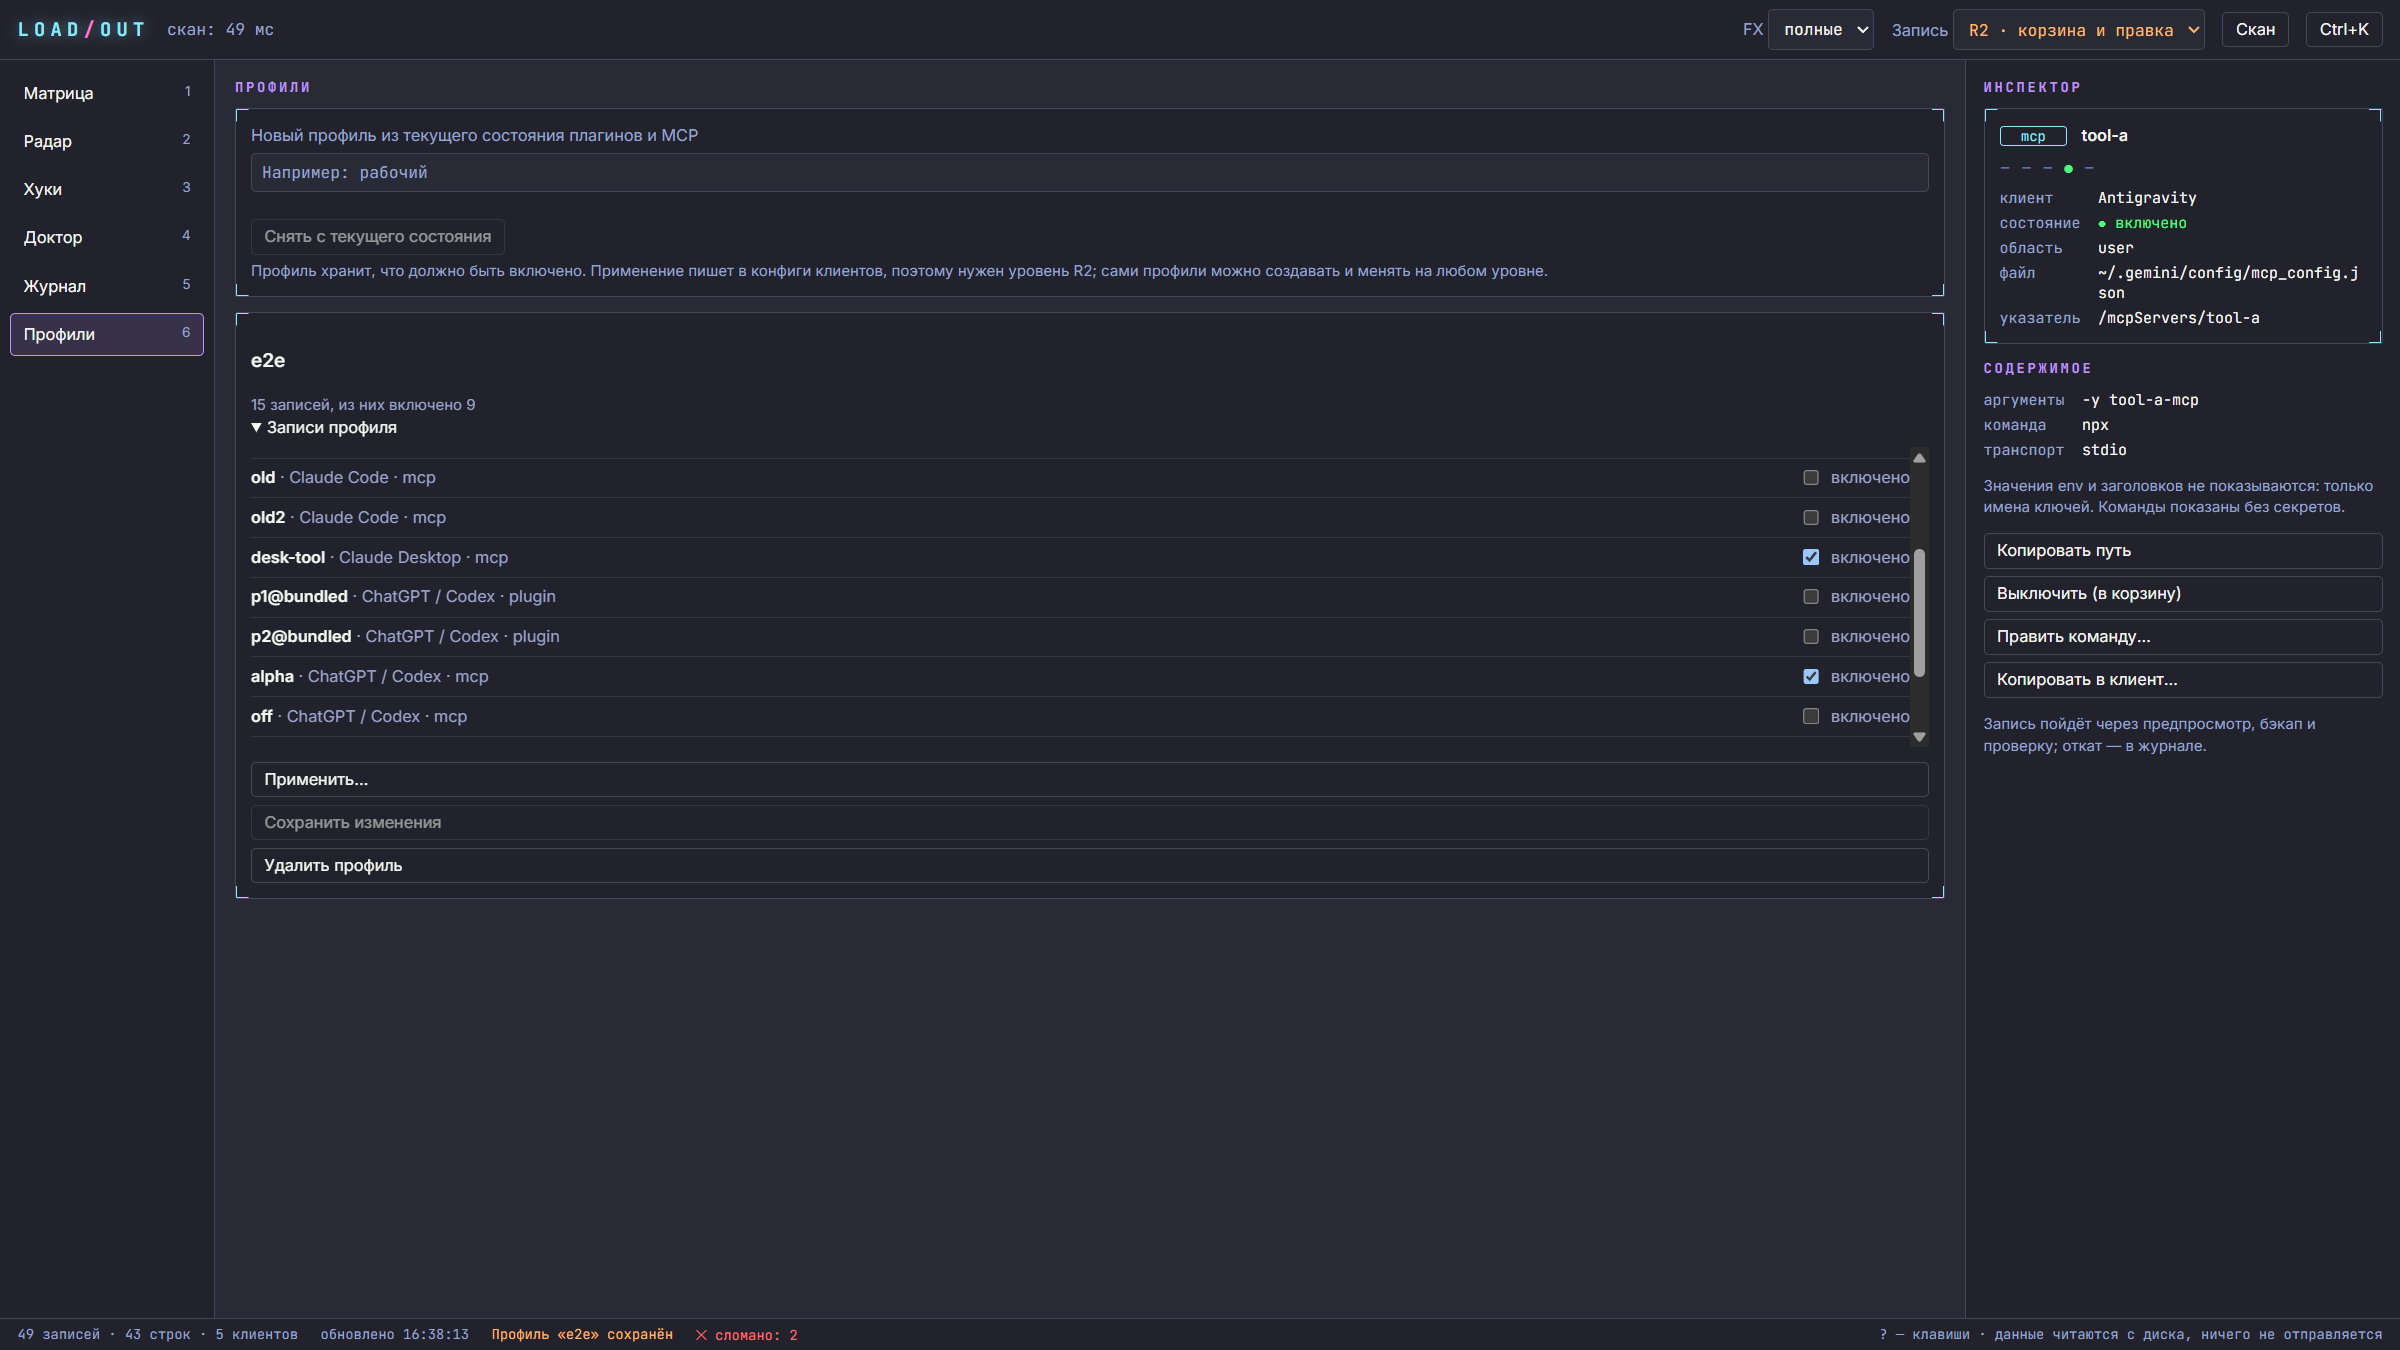 LOAD/OUT
скан: 49 мс
FX
полные
Запись
R2 · корзина и правка
Скан
Ctrl+K
Матрица 1
Радар 2
Хуки 3
Доктор 4
Журнал 5
Профили 6
ПРОФИЛИ
Новый профиль из текущего состояния плагинов и MCP
Например: рабочий
Снять с текущего состояния
Профиль хранит, что должно быть включено. Применение пишет в конфиги клиентов, поэтому нужен уровень R2; сами профили можно создавать и менять на любом уровне.
e2e
15 записей, из них включено 9
▼ Записи профиля
old · Claude Code · mcp включено
old2 · Claude Code · mcp включено
desk-tool · Claude Desktop · mcp включено
p1@bundled · ChatGPT / Codex · plugin включено
p2@bundled · ChatGPT / Codex · plugin включено
alpha · ChatGPT / Codex · mcp включено
off · ChatGPT / Codex · mcp включено
Применить...
Сохранить изменения
Удалить профиль
ИНСПЕКТОР
mcp tool-a
— — — ● —
клиент Antigravity
состояние ● включено
область user
файл ~/.gemini/config/mcp_config.j
son
указатель /mcpServers/tool-a
СОДЕРЖИМОЕ
аргументы -y tool-a-mcp
команда npx
транспорт stdio
Значения env и заголовков не показываются: только
имена ключей. Команды показаны без секретов.
Копировать путь
Выключить (в корзину)
Править команду...
Копировать в клиент...
Запись пойдёт через предпросмотр, бэкап и
проверку; откат — в журнале.
49 записей · 43 строк · 5 клиентов
обновлено 16:38:13
Профиль «e2e» сохранён
✕ сломано: 2
? — клавиши · данные читаются с диска, ничего не отправляется